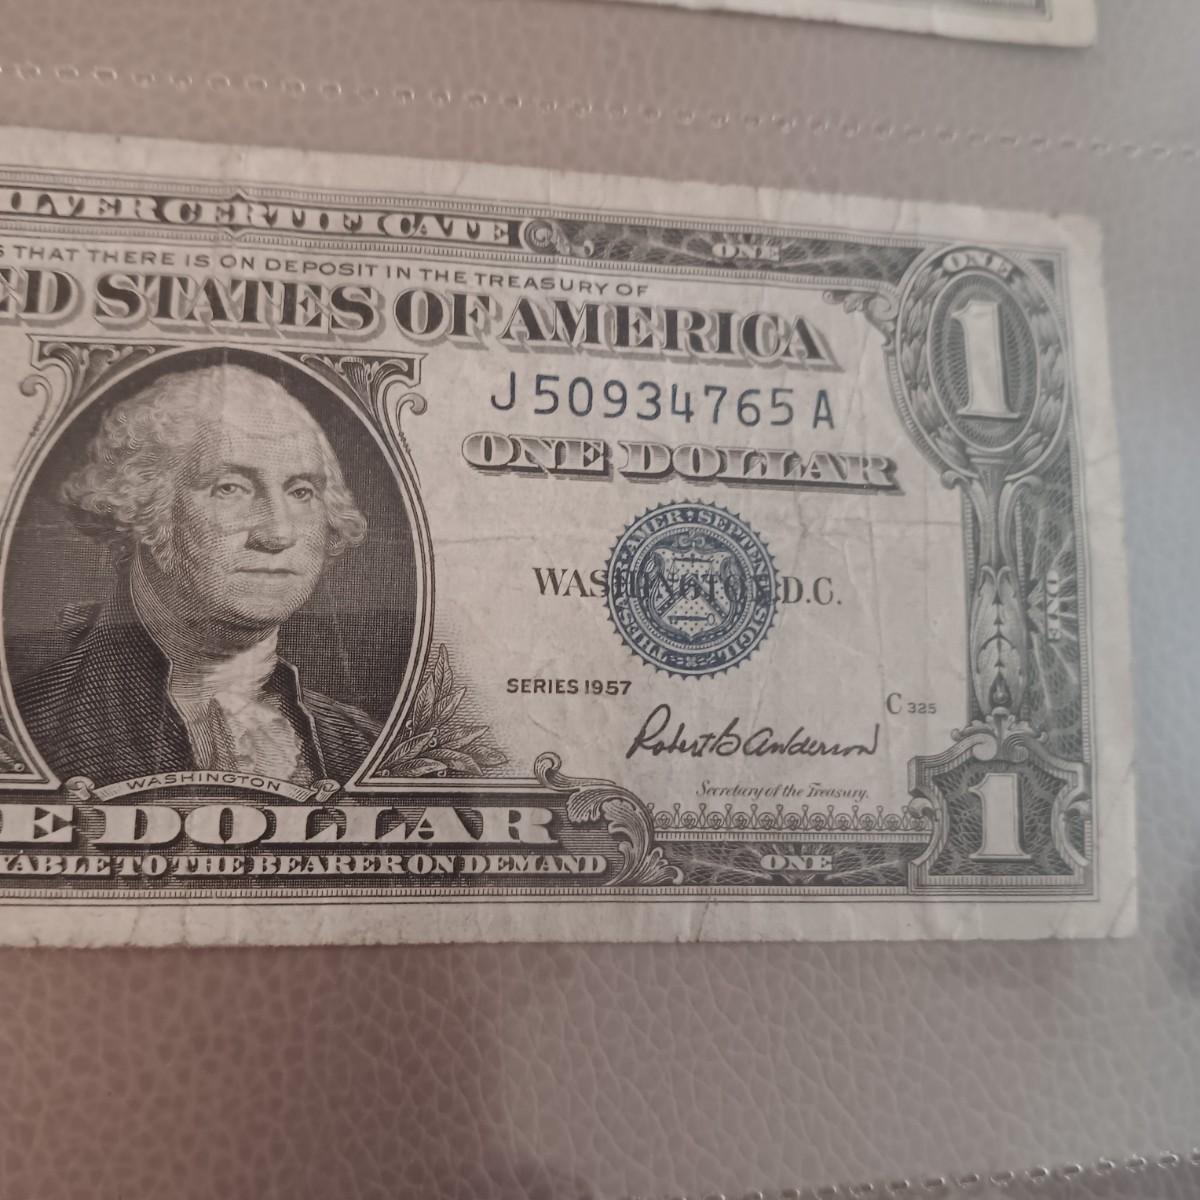 ILVER CERTIFICATE
ONE
ONE
S THAT THERE IS ON DEPOSIT IN THE TREASURY OF
ED STATES OF AMERICA
1
J 50934765 A
ONE DOLLAR
WASHINGTON, D.C.
ONE
SERIES 1957
C 325
Robert B Anderson
Secretary of the Treasury.
WASHINGTON
1
E DOLLAR
YABLE TO THE BEARER ON DEMAND
ONE